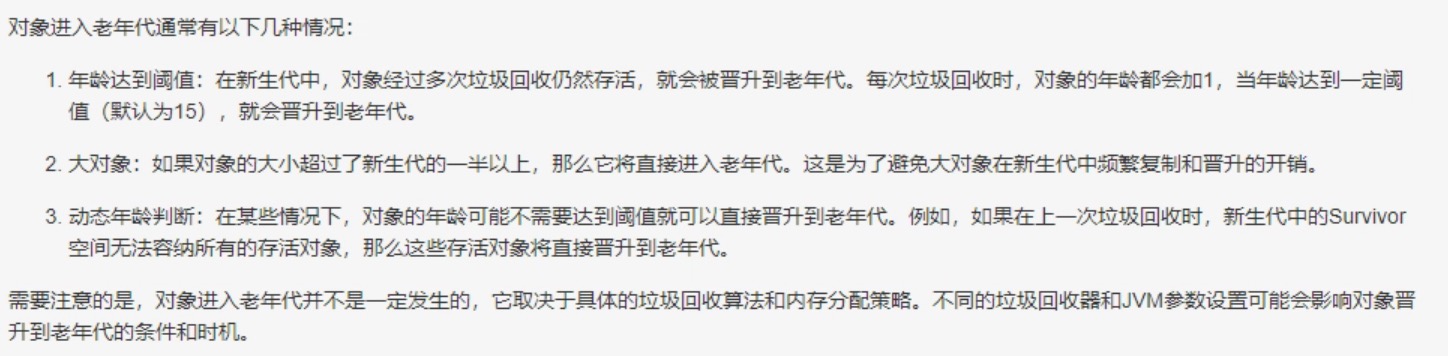 对象进入老年代通常有以下几种情况：
1. 年龄达到阈值：在新生代中，对象经过多次垃圾回收仍然存活，就会被晋升到老年代。每次垃圾回收时，对象的年龄都会加1，当年龄达到一定阈
值（默认为15），就会晋升到老年代。
2. 大对象：如果对象的大小超过了新生代的一半以上，那么它将直接进入老年代。这是为了避免大对象在新生代中频繁复制和晋升的开销。
3. 动态年龄判断：在某些情况下，对象的年龄可能不需要达到阈值就可以直接晋升到老年代。例如，如果在上一次垃圾回收时，新生代中的Survivor
空间无法容纳所有的存活对象，那么这些存活对象将直接晋升到老年代。
需要注意的是，对象进入老年代并不是一定发生的，它取决于具体的垃圾回收算法和内存分配策略。不同的垃圾回收器和JVM参数设置可能会影响对象晋
升到老年代的条件和时机。